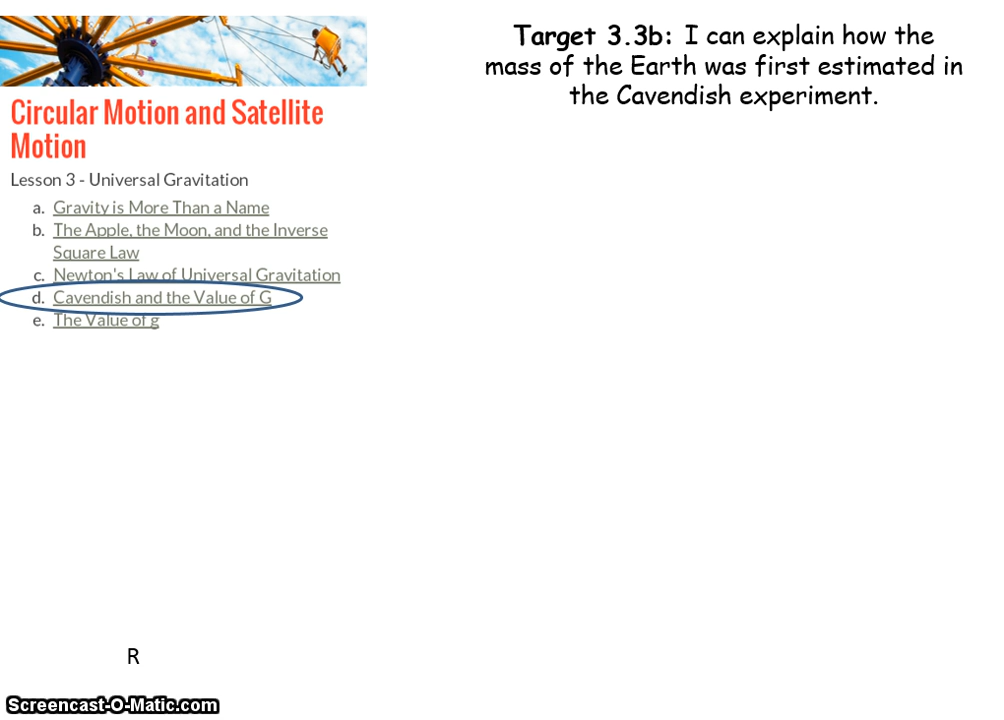 Circular Motion and Satellite
Motion
Lesson 3 - Universal Gravitation
a. Gravity is More Than a Name
b. The Apple, the Moon, and the Inverse
Square Law
c. Newton's Law of Universal Gravitation
d. Cavendish and the Value of G
e. The Value of g
Target 3.3b: I can explain how the
mass of the Earth was first estimated in
the Cavendish experiment.
R
Screencast-O-Matic.com